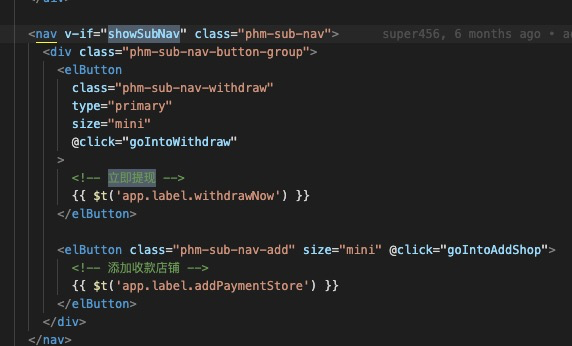 <nav v-if="showSubNav" class="phm-sub-nav"> super456, 6 months ago •
<div class="phm-sub-nav-button-group">
<elButton
class="phm-sub-nav-withdraw"
type="primary"
size="mini"
@click="goIntoWithdraw"
>
<!-- 立即提现 -->
{{ $t('app.label.withdrawNow') }}
</elButton>
<elButton class="phm-sub-nav-add" size="mini" @click="goIntoAddShop">
<!-- 添加收款店铺 -->
{{ $t('app.label.addPaymentStore') }}
</elButton>
</div>
</nav>